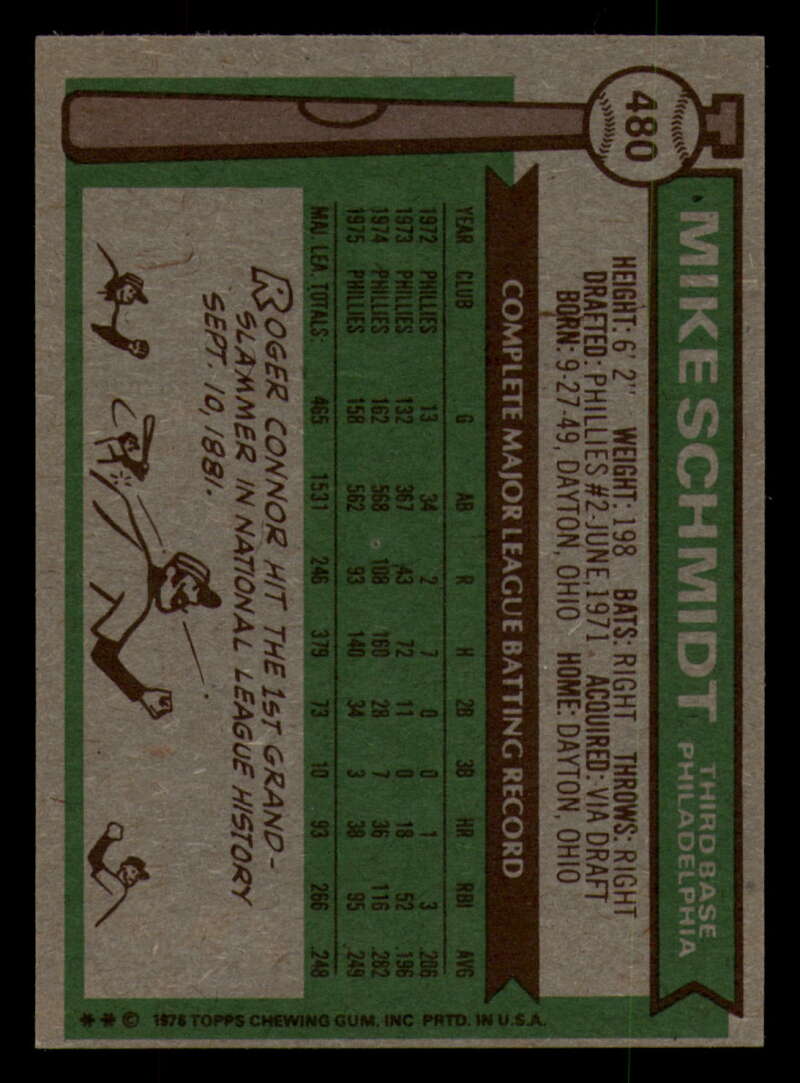 480
MIKE SCHMIDT
THIRD BASE
PHILADELPHIA
HEIGHT: 6' 2" WEIGHT: 198 BATS: RIGHT THROWS: RIGHT
DRAFTED: PHILLIES #2-JUNE, 1971 ACQUIRED: VIA DRAFT
BORN: 9-27-49, DAYTON, OHIO HOME: DAYTON, OHIO
COMPLETE MAJOR LEAGUE BATTING RECORD
YEAR CLUB G AB R H 2B 3B HR RBI AVG
1972 PHILLIES 13 34 2 7 0 0 1 3 .206
1973 PHILLIES 132 367 43 72 11 0 18 52 .196
1974 PHILLIES 162 568 108 160 28 7 36 116 .282
1975 PHILLIES 158 562 93 140 34 3 38 95 .249
MAJ. LEA. TOTALS: 465 1531 246 379 73 10 93 266 .248
ROGER CONNOR HIT THE 1ST GRAND-
SLAMMER IN NATIONAL LEAGUE HISTORY
SEPT. 10, 1881.
** © 1976 TOPPS CHEWING GUM, INC PRTD. IN U.S.A.